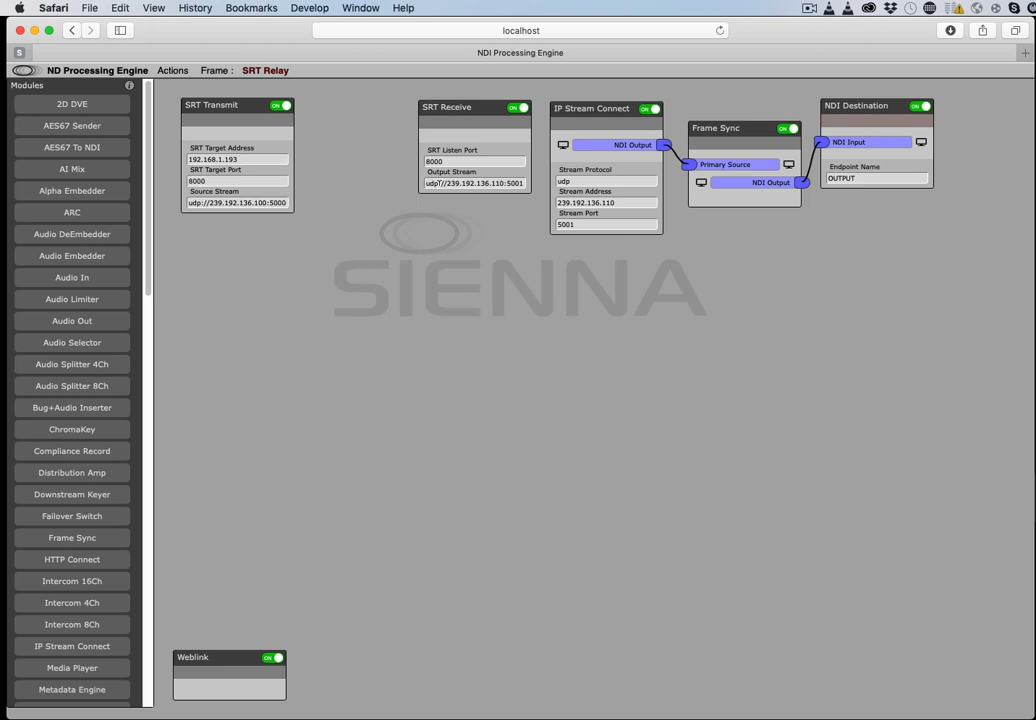 Safari File Edit View History Bookmarks Develop Window Help
localhost
S
NDI Processing Engine
ND Processing Engine Actions Frame : SRT Relay
Modules
2D DVE
AES67 Sender
AES67 To NDI
AI Mix
Alpha Embedder
ARC
Audio DeEmbedder
Audio Embedder
Audio In
Audio Limiter
Audio Out
Audio Selector
Audio Splitter 4Ch
Audio Splitter 8Ch
Bug+Audio Inserter
ChromaKey
Compliance Record
Distribution Amp
Downstream Keyer
Failover Switch
Frame Sync
HTTP Connect
Intercom 16Ch
Intercom 4Ch
Intercom 8Ch
IP Stream Connect
Media Player
Metadata Engine
SRT Transmit ON
SRT Target Address
192.168.1.193
SRT Target Port
8000
Source Stream
udp://239.192.136.100:5000
SRT Receive ON
SRT Listen Port
8000
Output Stream
udp://239.192.136.110:5001
IP Stream Connect ON
NDI Output
Stream Protocol
udp
Stream Address
239.192.136.110
Stream Port
5001
Frame Sync ON
Primary Source
NDI Output
NDI Destination ON
NDI Input
Endpoint Name
OUTPUT
SIENNA
Weblink ON